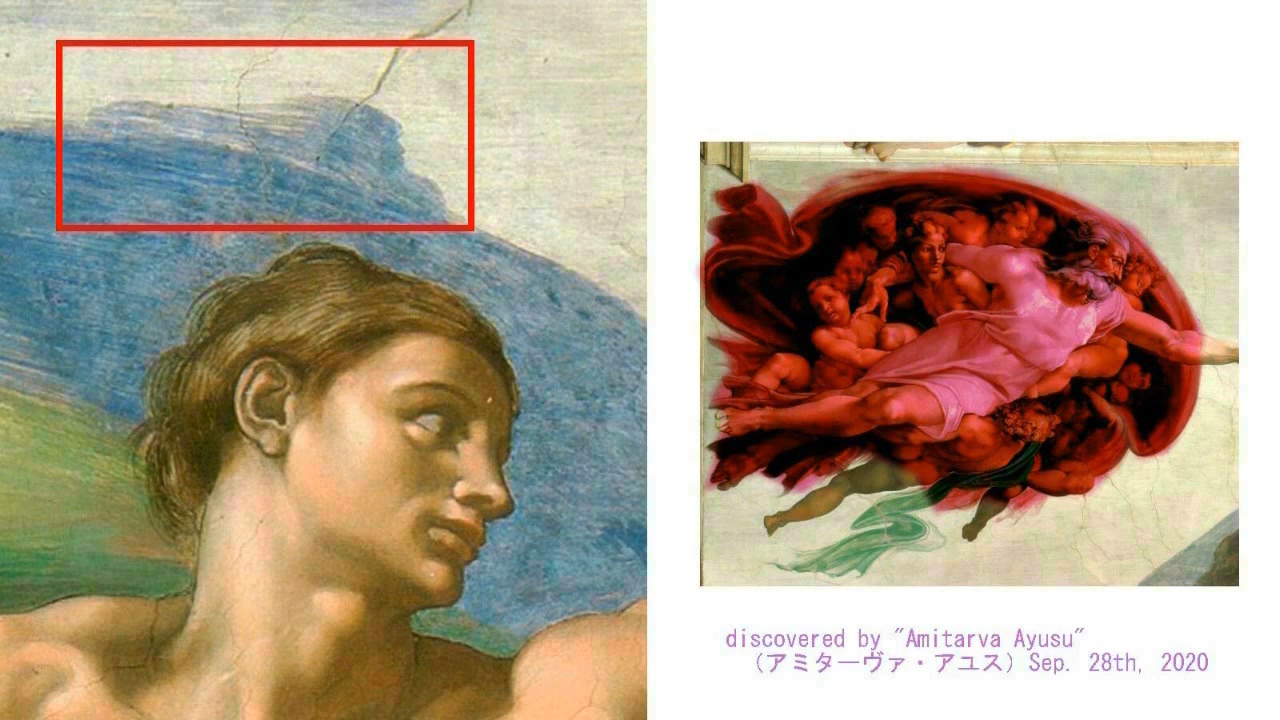 discovered by "Amitarva Ayusu"
(アミターヴァ・アユス) Sep. 28th, 2020